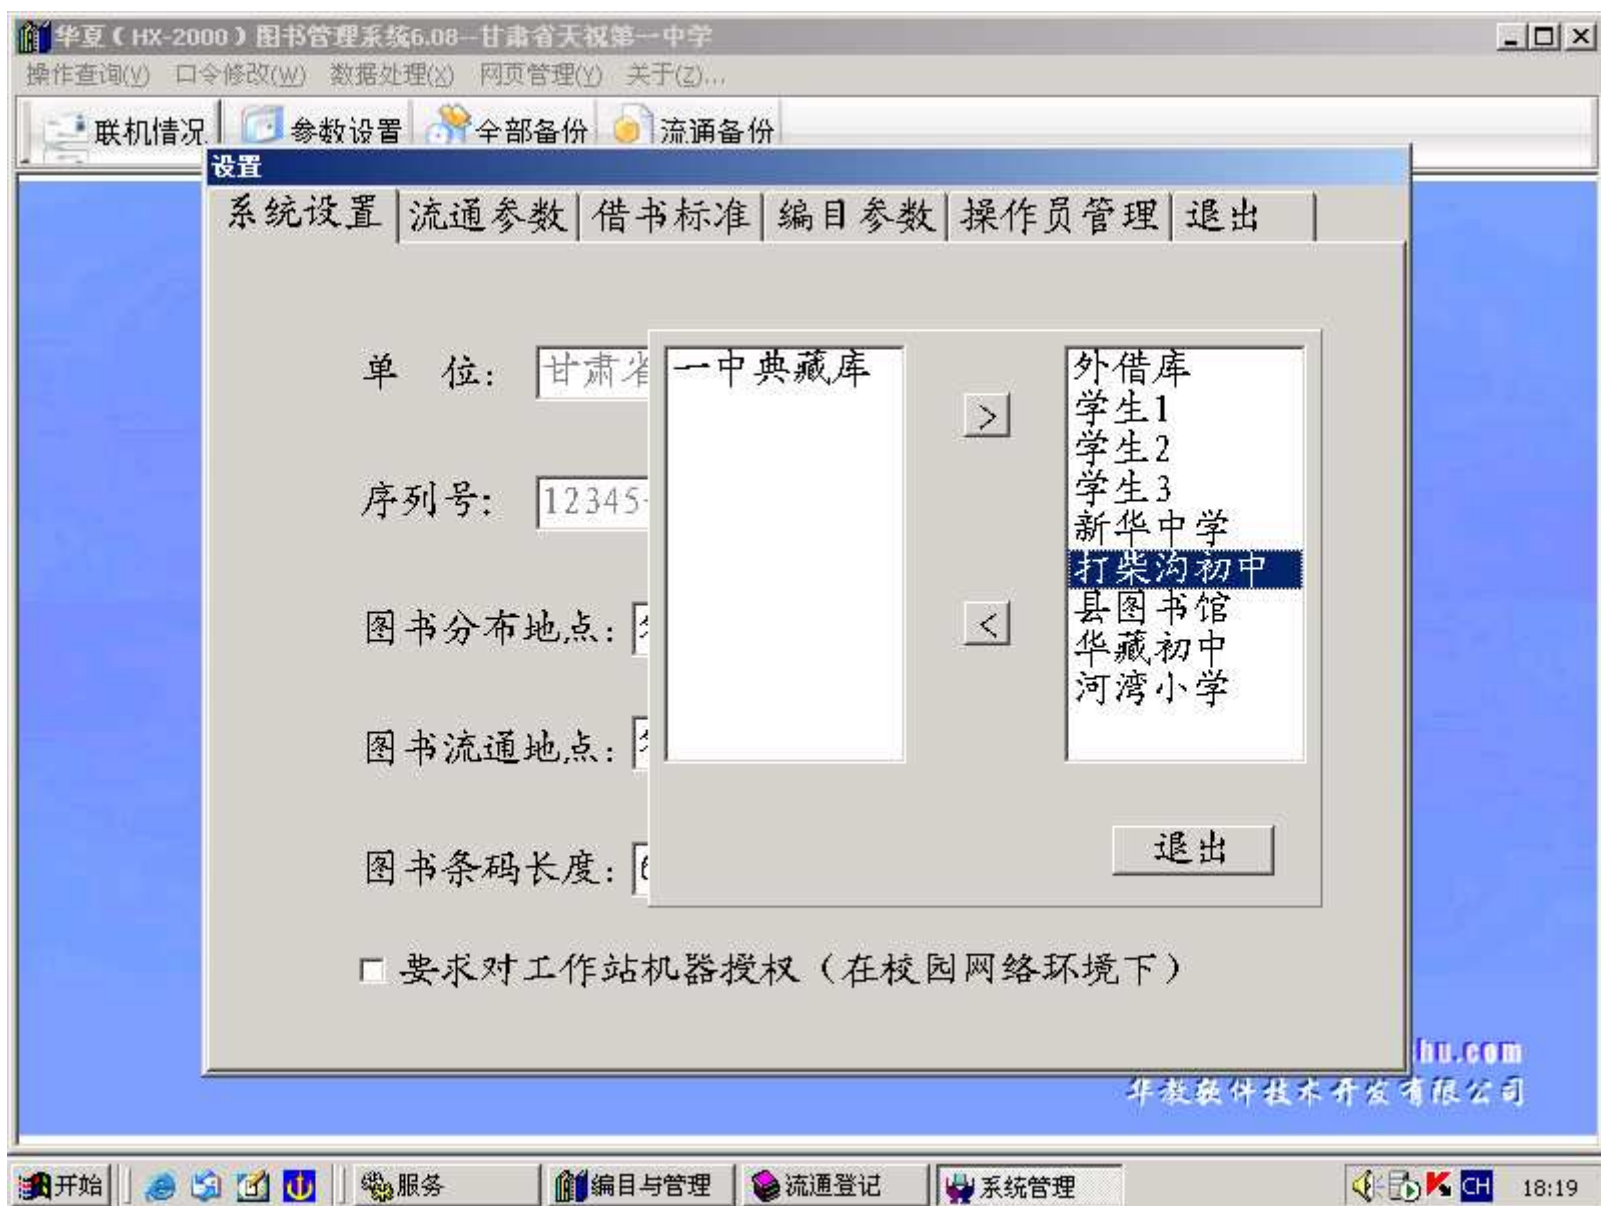 华夏(HX-2000)图书管理系统6.08--甘肃省天祝第一中学
操作查询(V) 口令修改(W) 数据处理(X) 网页管理(Y) 关于(Z)...
联机情况 参数设置 全部备份 流通备份
设置
系统设置 流通参数 借书标准 编目参数 操作员管理 退出
单 位: 甘肃省
序列号: 12345-
图书分布地点:
图书流通地点:
图书条码长度: 6
一中典藏库
>
<
外借库
学生1
学生2
学生3
新华中学
打柴沟初中
县图书馆
华藏初中
河湾小学
退出
要求对工作站机器授权(在校园网络环境下)
hu.com
华教软件技术开发有限公司
开始 服务 编目与管理 流通登记 系统管理 CH 18:19